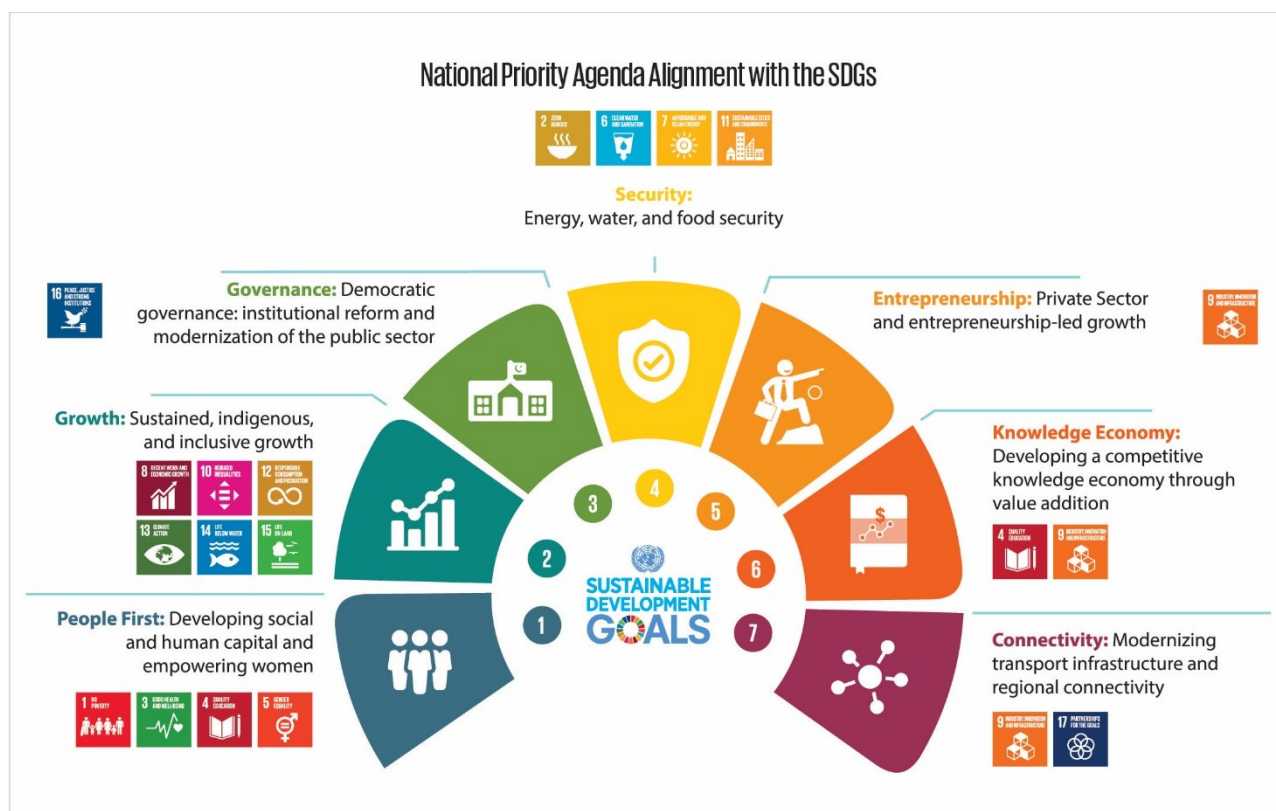 National Priority Agenda Alignment with the SDGs
2 ZERO
HUNGER
6 CLEAN WATER
AND SANITATION
7 AFFORDABLE AND
CLEAN ENERGY
11 SUSTAINABLE CITIES
AND COMMUNITIES
Security:
Energy, water, and food security
16 PEACE, JUSTICE
AND STRONG
INSTITUTIONS
Governance: Democratic
governance: institutional reform and
modernization of the public sector
Entrepreneurship: Private Sector
and entrepreneurship-led growth
9 INDUSTRY, INNOVATION
AND INFRASTRUCTURE
Growth: Sustained, indigenous,
and inclusive growth
8 DECENT WORK AND
ECONOMIC GROWTH
10 REDUCED
INEQUALITIES
12 RESPONSIBLE
CONSUMPTION
AND PRODUCTION
13 CLIMATE
ACTION
14 LIFE
BELOW WATER
15 LIFE
ON LAND
Knowledge Economy:
Developing a competitive
knowledge economy through
value addition
4 QUALITY
EDUCATION
9 INDUSTRY, INNOVATION
AND INFRASTRUCTURE
People First: Developing social
and human capital and
empowering women
1 NO
POVERTY
3 GOOD HEALTH
AND WELL-BEING
4 QUALITY
EDUCATION
5 GENDER
EQUALITY
Connectivity: Modernizing
transport infrastructure and
regional connectivity
9 INDUSTRY, INNOVATION
AND INFRASTRUCTURE
17 PARTNERSHIPS
FOR THE GOALS
$
1
2
3
4
5
6
7
SUSTAINABLE
DEVELOPMENT
GOALS